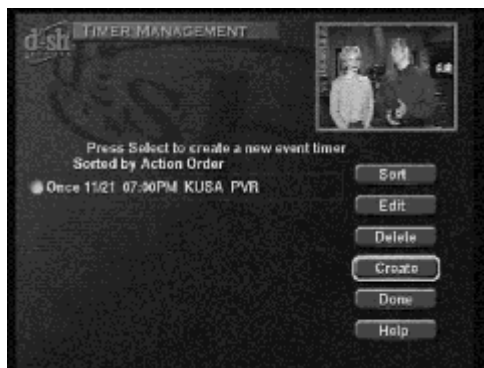 dish
TIMER MANAGEMENT
Press Select to create a new event timer
Sorted by Action Order
Once 11/21 07:00PM KUSA PVR
Sort
Edit
Delete
Create
Done
Help